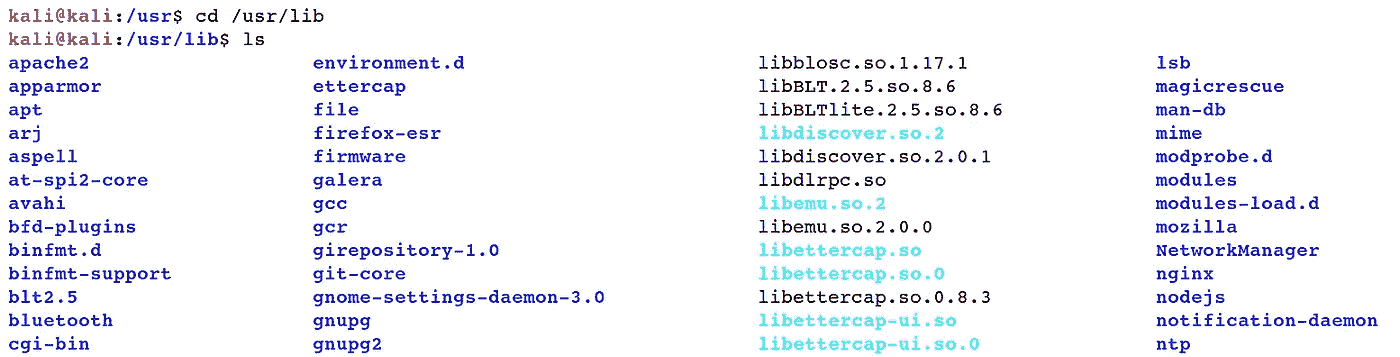 kali@kali:/usr$ cd /usr/lib
kali@kali:/usr/lib$ ls
apache2 environment.d libblosc.so.1.17.1 lsb
apparmor ettercap libBLT.2.5.so.8.6 magicrescue
apt file libBLTlite.2.5.so.8.6 man-db
arj firefox-esr libdiscover.so.2 mime
aspell firmware libdiscover.so.2.0.1 modprobe.d
at-spi2-core galera libdlrpc.so modules
avahi gcc libemu.so.2 modules-load.d
bfd-plugins gcr libemu.so.2.0.0 mozilla
binfmt.d girepository-1.0 libettercap.so NetworkManager
binfmt-support git-core libettercap.so.0 nginx
blt2.5 gnome-settings-daemon-3.0 libettercap.so.0.8.3 nodejs
bluetooth gnupg libettercap-ui.so notification-daemon
cgi-bin gnupg2 libettercap-ui.so.0 ntp